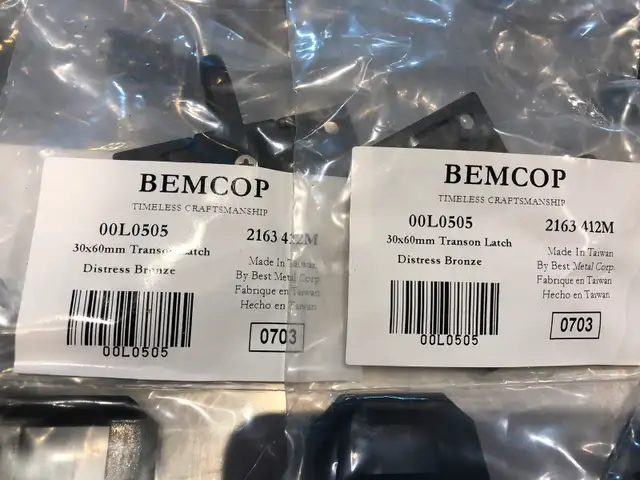 BEMCOP
TIMELESS CRAFTSMANSHIP
00L0505
2163 412M
30x60mm Transon Latch
Distress Bronze
Made In Taiwan
By Best Metal Corp.
Fabrique en Taiwan
Hecho en Taiwan
0703
00L0505
BEMCOP
TIMELESS CRAFTSMANSHIP
00L0505
2163 412M
30x60mm Transon Latch
Distress Bronze
Made In Taiwan
By Best Metal Corp.
Fabrique en Taiwan
Hecho en Taiwan
0703
00L0505